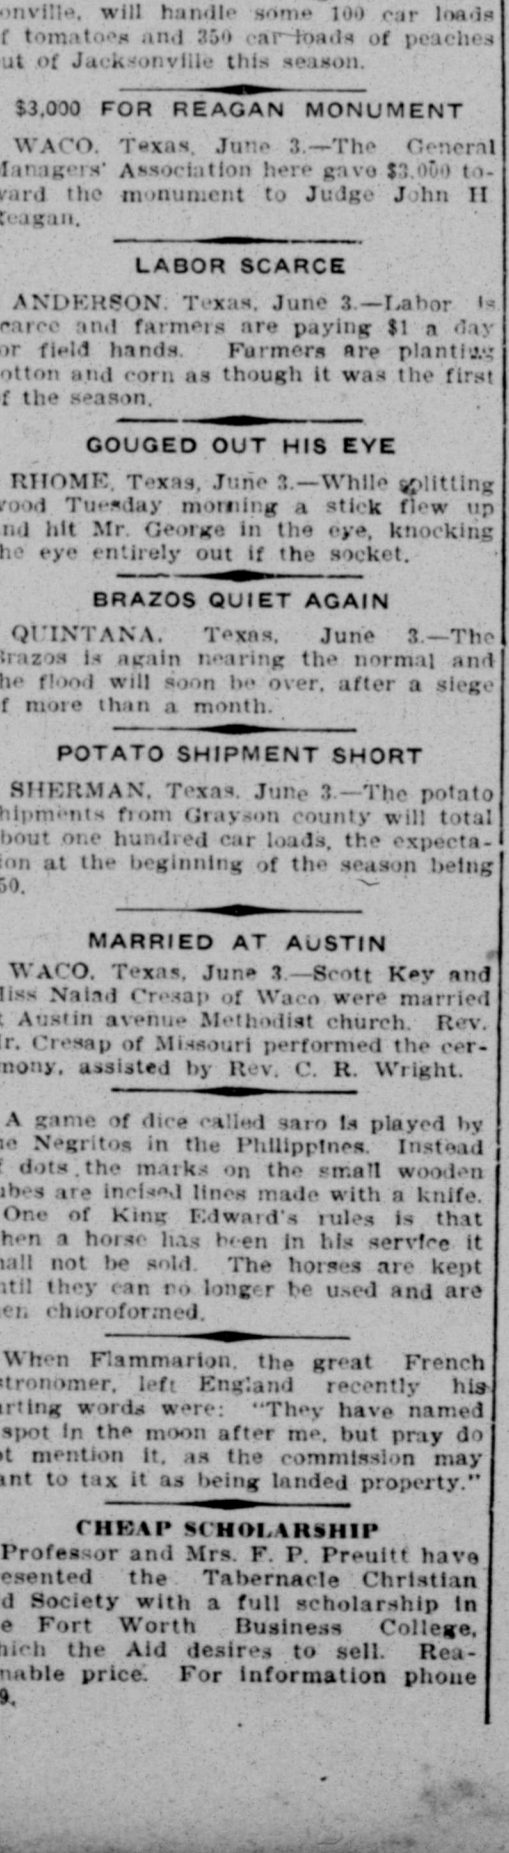 onville, will handle some 100 car loads
f tomatoes and 350 car loads of peaches
ut of Jacksonville this season.
$3,000 FOR REAGAN MONUMENT
WACO, Texas, June 3.—The General
anagers' Association here gave $3,000 to-
ard the monument to Judge John H
eagan.
LABOR SCARCE
ANDERSON, Texas, June 3.—Labor is
carce and farmers are paying $1 a day
or field hands. Farmers are planting
otton and corn as though it was the first
f the season.
GOUGED OUT HIS EYE
RHOME, Texas, June 3.—While splitting
ood Tuesday morning a stick flew up
nd hit Mr. George in the eye, knocking
he eye entirely out if the socket.
BRAZOS QUIET AGAIN
QUINTANA, Texas, June 3.—The
Brazos is again nearing the normal and
he flood will soon be over, after a siege
f more than a month.
POTATO SHIPMENT SHORT
SHERMAN, Texas, June 3.—The potato
hipments from Grayson county will total
bout one hundred car loads, the expecta-
ion at the beginning of the season being
50.
MARRIED AT AUSTIN
WACO, Texas, June 3.—Scott Key and
liss Naiad Cresap of Waco were married
t Austin avenue Methodist church. Rev.
r. Cresap of Missouri performed the cer-
mony, assisted by Rev. C. R. Wright.
A game of dice called saro is played by
e Negritos in the Philippines. Instead
f dots, the marks on the small wooden
ubes are incised lines made with a knife.
One of King Edward's rules is that
hen a horse has been in his service it
hall not be sold. The horses are kept
ntil they can no longer be used and are
en chloroformed.
When Flammarion, the great French
stronomer, left England recently his
arting words were: "They have named
spot in the moon after me, but pray do
ot mention it, as the commission may
ant to tax it as being landed property."
CHEAP SCHOLARSHIP
Professor and Mrs. F. P. Preuitt have
esented the Tabernacle Christian
d Society with a full scholarship in
e Fort Worth Business College,
hich the Aid desires to sell. Rea-
nable price. For information phone
9.